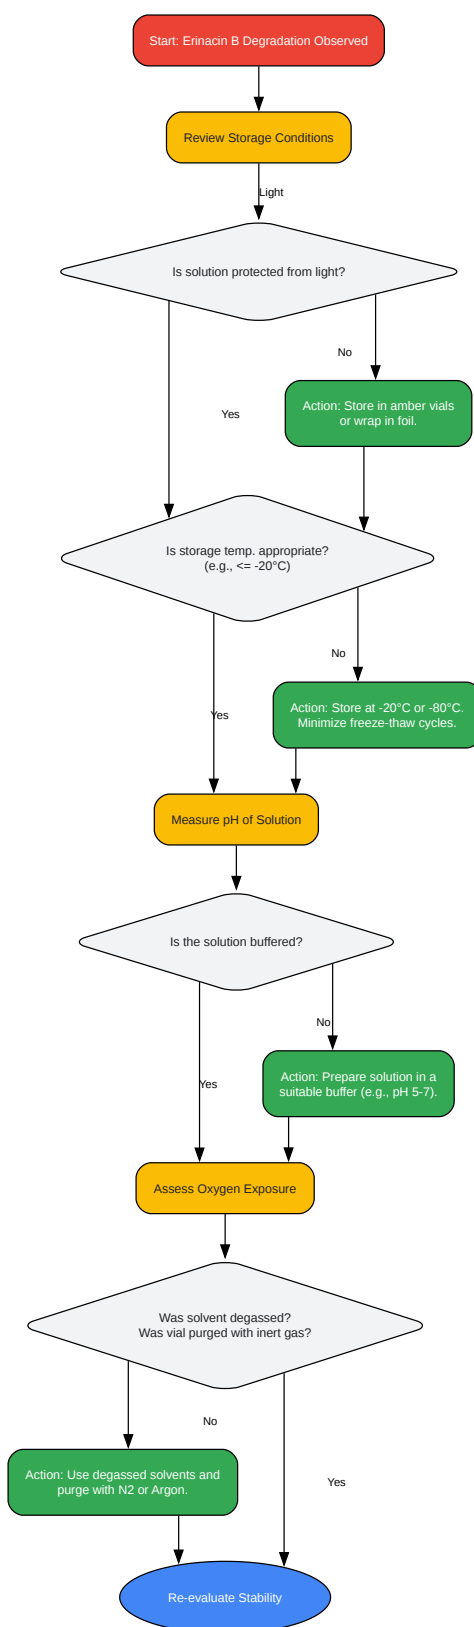 Start: Erinacin B Degradation Observed
Review Storage Conditions
Light
Is solution protected from light?
No
Action: Store in amber vials
or wrap in foil.
Yes
Is storage temp. appropriate?
(e.g., <= -20°C)
No
Action: Store at -20°C or -80°C.
Minimize freeze-thaw cycles.
Yes
Measure pH of Solution
Is the solution buffered?
No
Action: Prepare solution in a
suitable buffer (e.g., pH 5-7).
Yes
Assess Oxygen Exposure
Was solvent degassed?
Was vial purged with inert gas?
No
Action: Use degassed solvents and
purge with N2 or Argon.
Yes
Re-evaluate Stability